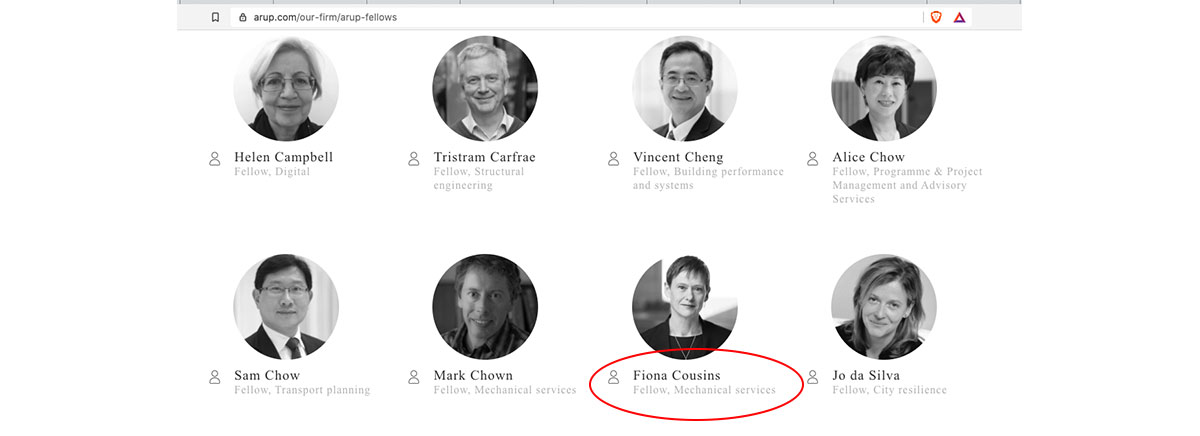 arup.com/our-firm/arup-fellows
Helen Campbell
Fellow, Digital
Tristram Carfrae
Fellow, Structural
engineering
Vincent Cheng
Fellow, Building performance
and systems
Alice Chow
Fellow, Programme & Project
Management and Advisory
Services
Sam Chow
Fellow, Transport planning
Mark Chown
Fellow, Mechanical services
Fiona Cousins
Fellow, Mechanical services
Jo da Silva
Fellow, City resilience